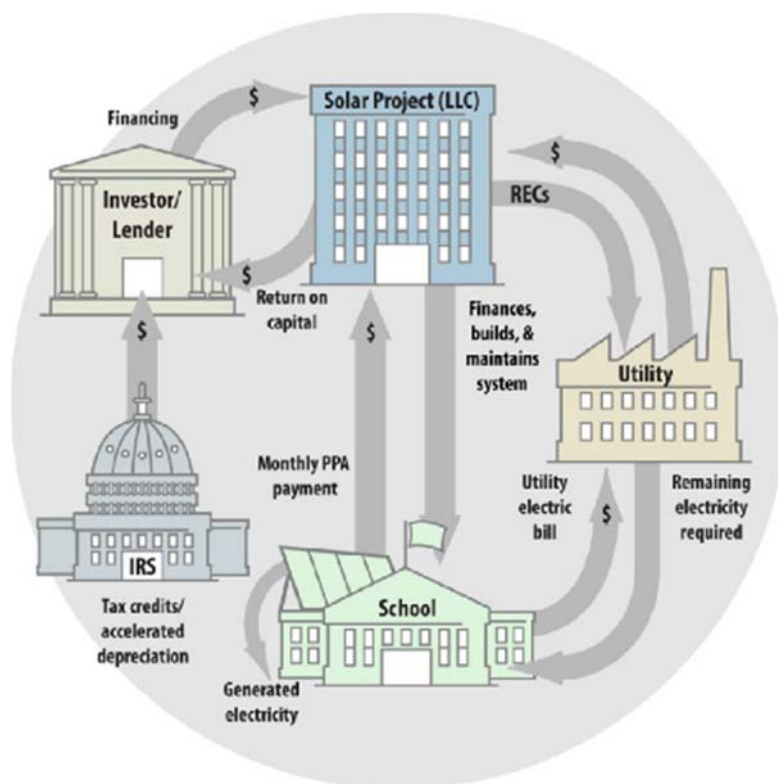 $
Solar Project (LLC)
Financing
$
Investor/
Lender
RECs
$
Return on
capital
$
$
Finances,
builds, &
maintains
system
Utility
Monthly PPA
payment
Utility
electric
bill
$
Remaining
electricity
required
IRS
Tax credits/
accelerated
depreciation
School
Generated
electricity